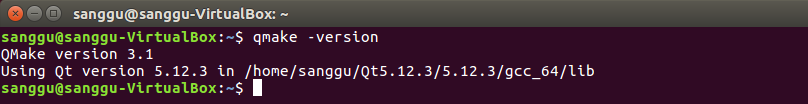 sanggu@sanggu-VirtualBox: ~
sanggu@sanggu-VirtualBox:~$ qmake -version
QMake version 3.1
Using Qt version 5.12.3 in /home/sanggu/Qt5.12.3/5.12.3/gcc_64/lib
sanggu@sanggu-VirtualBox:~$